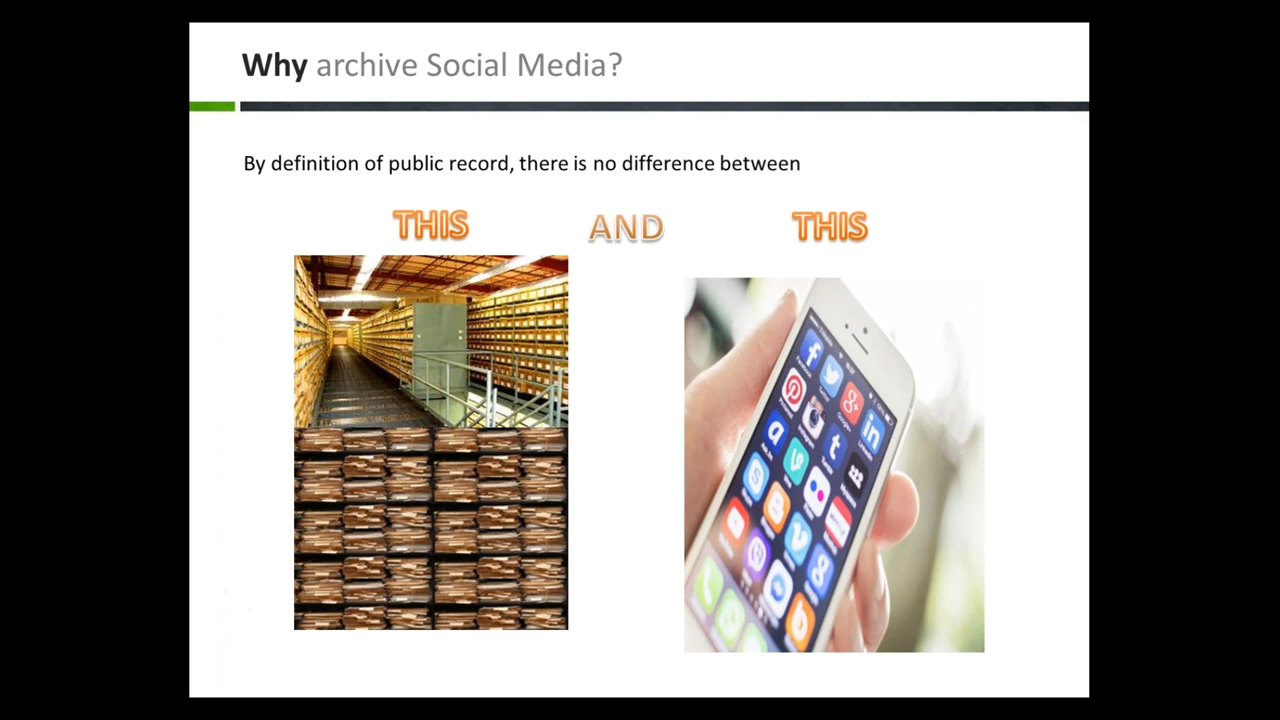 Why archive Social Media?
By definition of public record, there is no difference between
THIS AND THIS